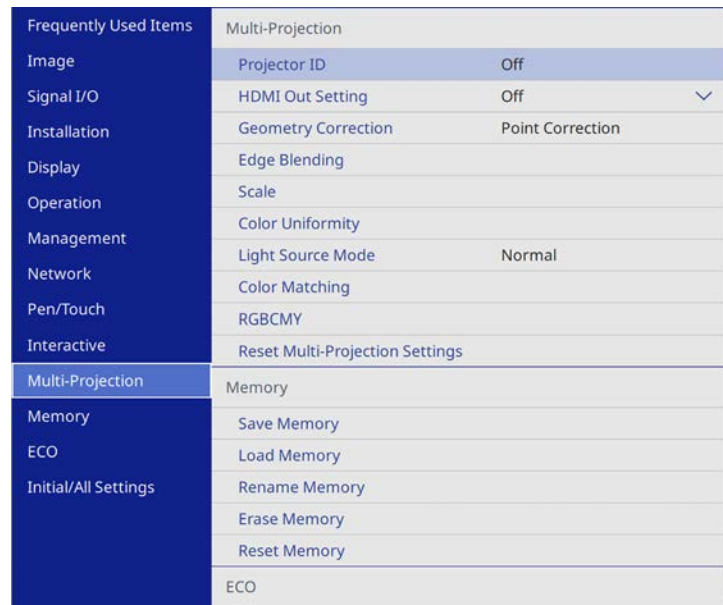 Frequently Used Items
Image
Signal I/O
Installation
Display
Operation
Management
Network
Pen/Touch
Interactive
Multi-Projection
Memory
ECO
Initial/All Settings
Multi-Projection
Projector ID Off
HDMI Out Setting Off
Geometry Correction Point Correction
Edge Blending
Scale
Color Uniformity
Light Source Mode Normal
Color Matching
RGBCMY
Reset Multi-Projection Settings
Memory
Save Memory
Load Memory
Rename Memory
Erase Memory
Reset Memory
ECO